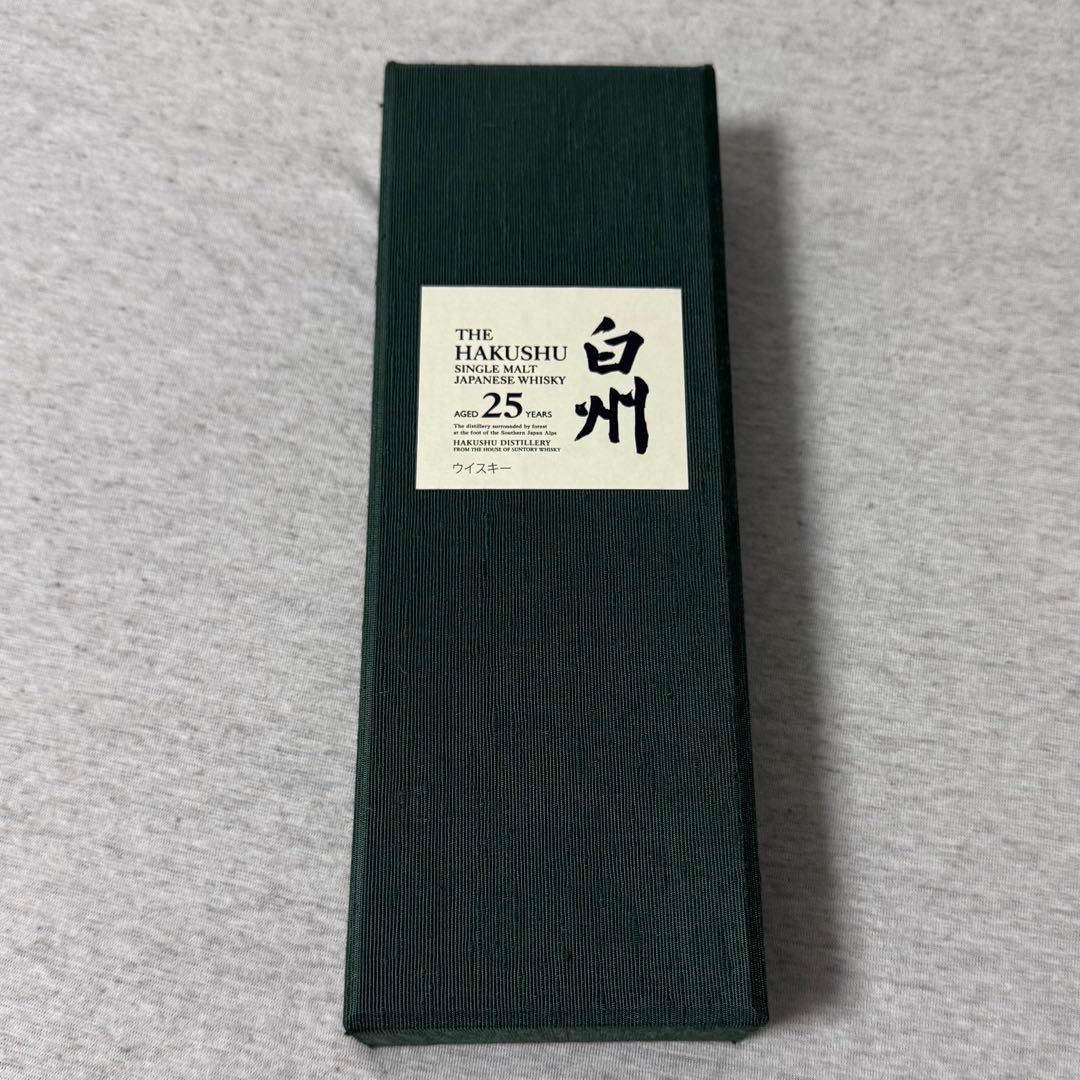 THE
HAKUSHU
SINGLE MALT
JAPANESE WHISKY
AGED 25 YEARS
The distillery surrounded by forest
at the foot of the Southern Japan Alps
HAKUSHU DISTILLERY
FROM THE HOUSE OF SUNTORY WHISKY
ウイスキー
白州